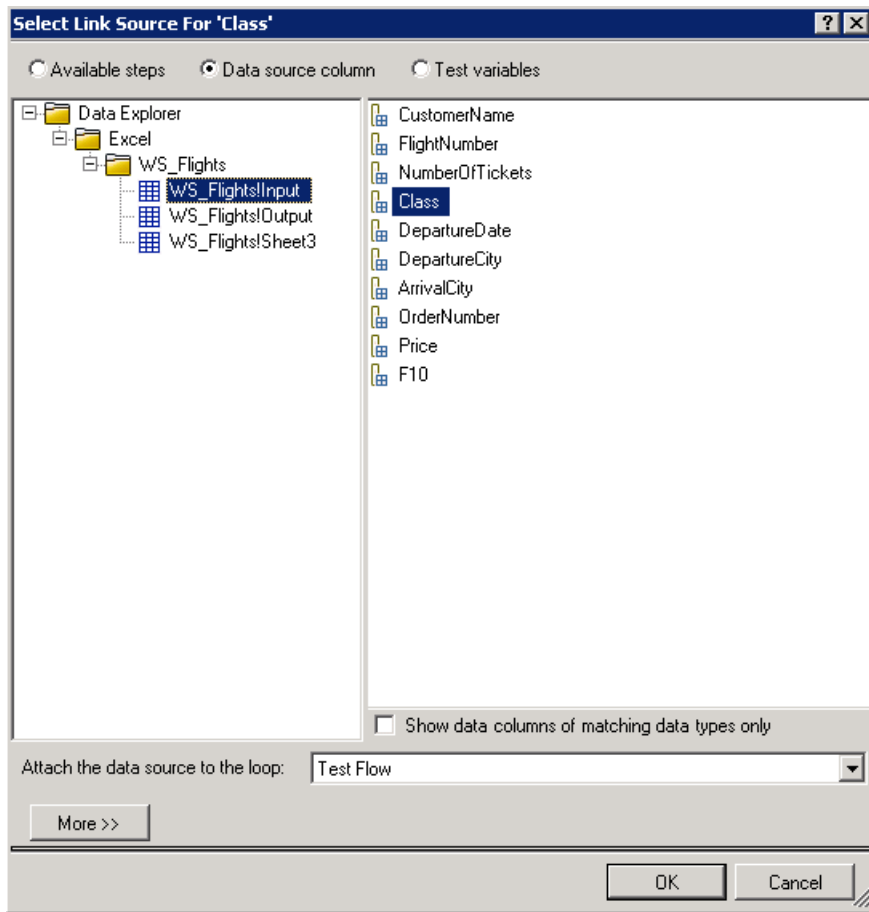 Select Link Source For 'Class'
Available steps Data source column Test variables
Data Explorer
Excel
WS_Flights
WS_Flights!Input
WS_Flights!Output
WS_Flights!Sheet3
CustomerName
FlightNumber
NumberOfTickets
Class
DepartureDate
DepartureCity
ArrivalCity
OrderNumber
Price
F10
Show data columns of matching data types only
Attach the data source to the loop: Test Flow
More >>
OK Cancel